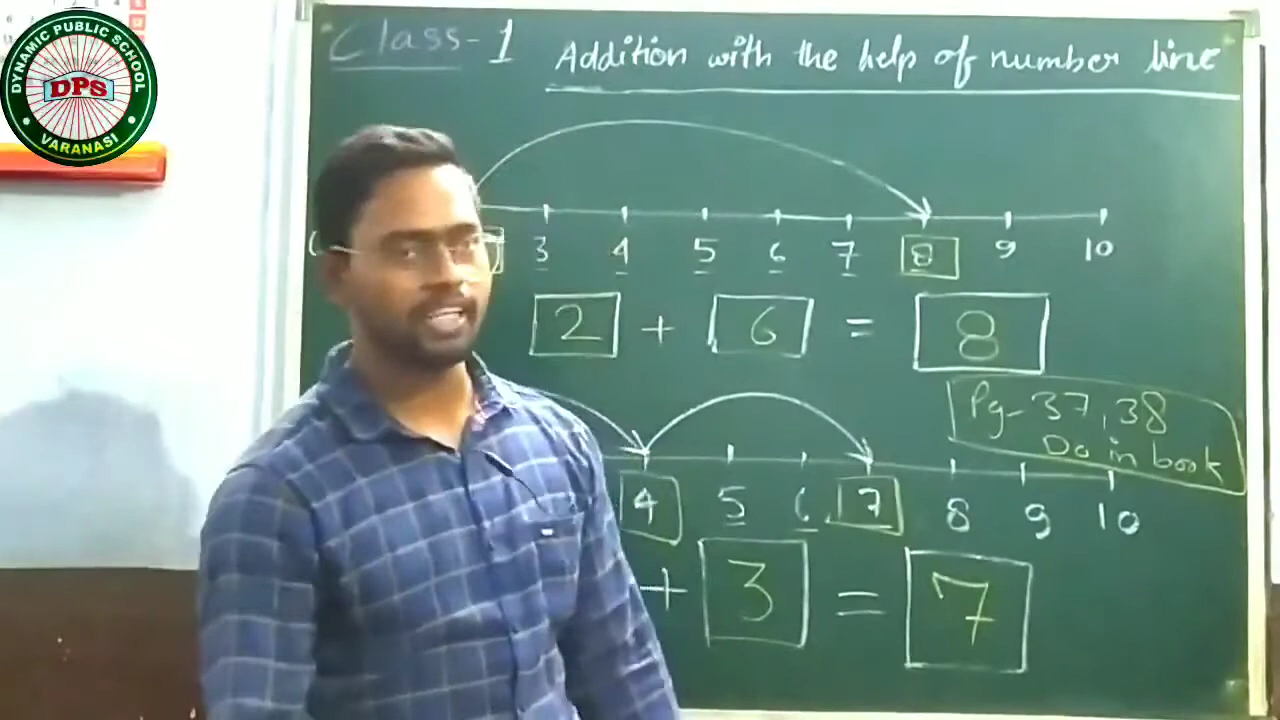 DYNAMIC PUBLIC SCHOOL
DPS
VARANASI
Class - 1 Addition with the help of number line
3 4 5 6 7 8 9 10
2 + 6 = 8
Pg - 37, 38
Do in book
4 5 6 7 8 9 10
+ 3 = 7